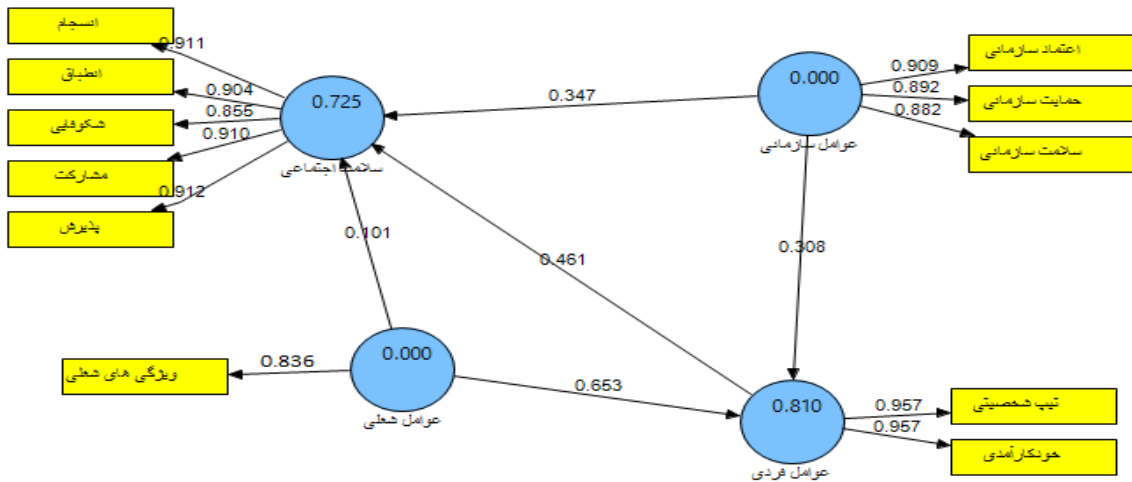 انسجام
0.911
انطباق
0.904
شکوفایی
0.855
مشارکت
0.910
پذیرش
0.912
0.725
سلامت اجتماعی
0.347
0.000
عوامل سازمانی
0.909
اعتماد سازمانی
0.892
حمایت سازمانی
0.882
سلامت سازمانی
0.101
0.461
0.308
ویژگی های شغلی
0.836
0.000
عوامل شغلی
0.653
0.810
عوامل فردی
0.957
تیپ شخصیتی
0.957
خودکارآمدی